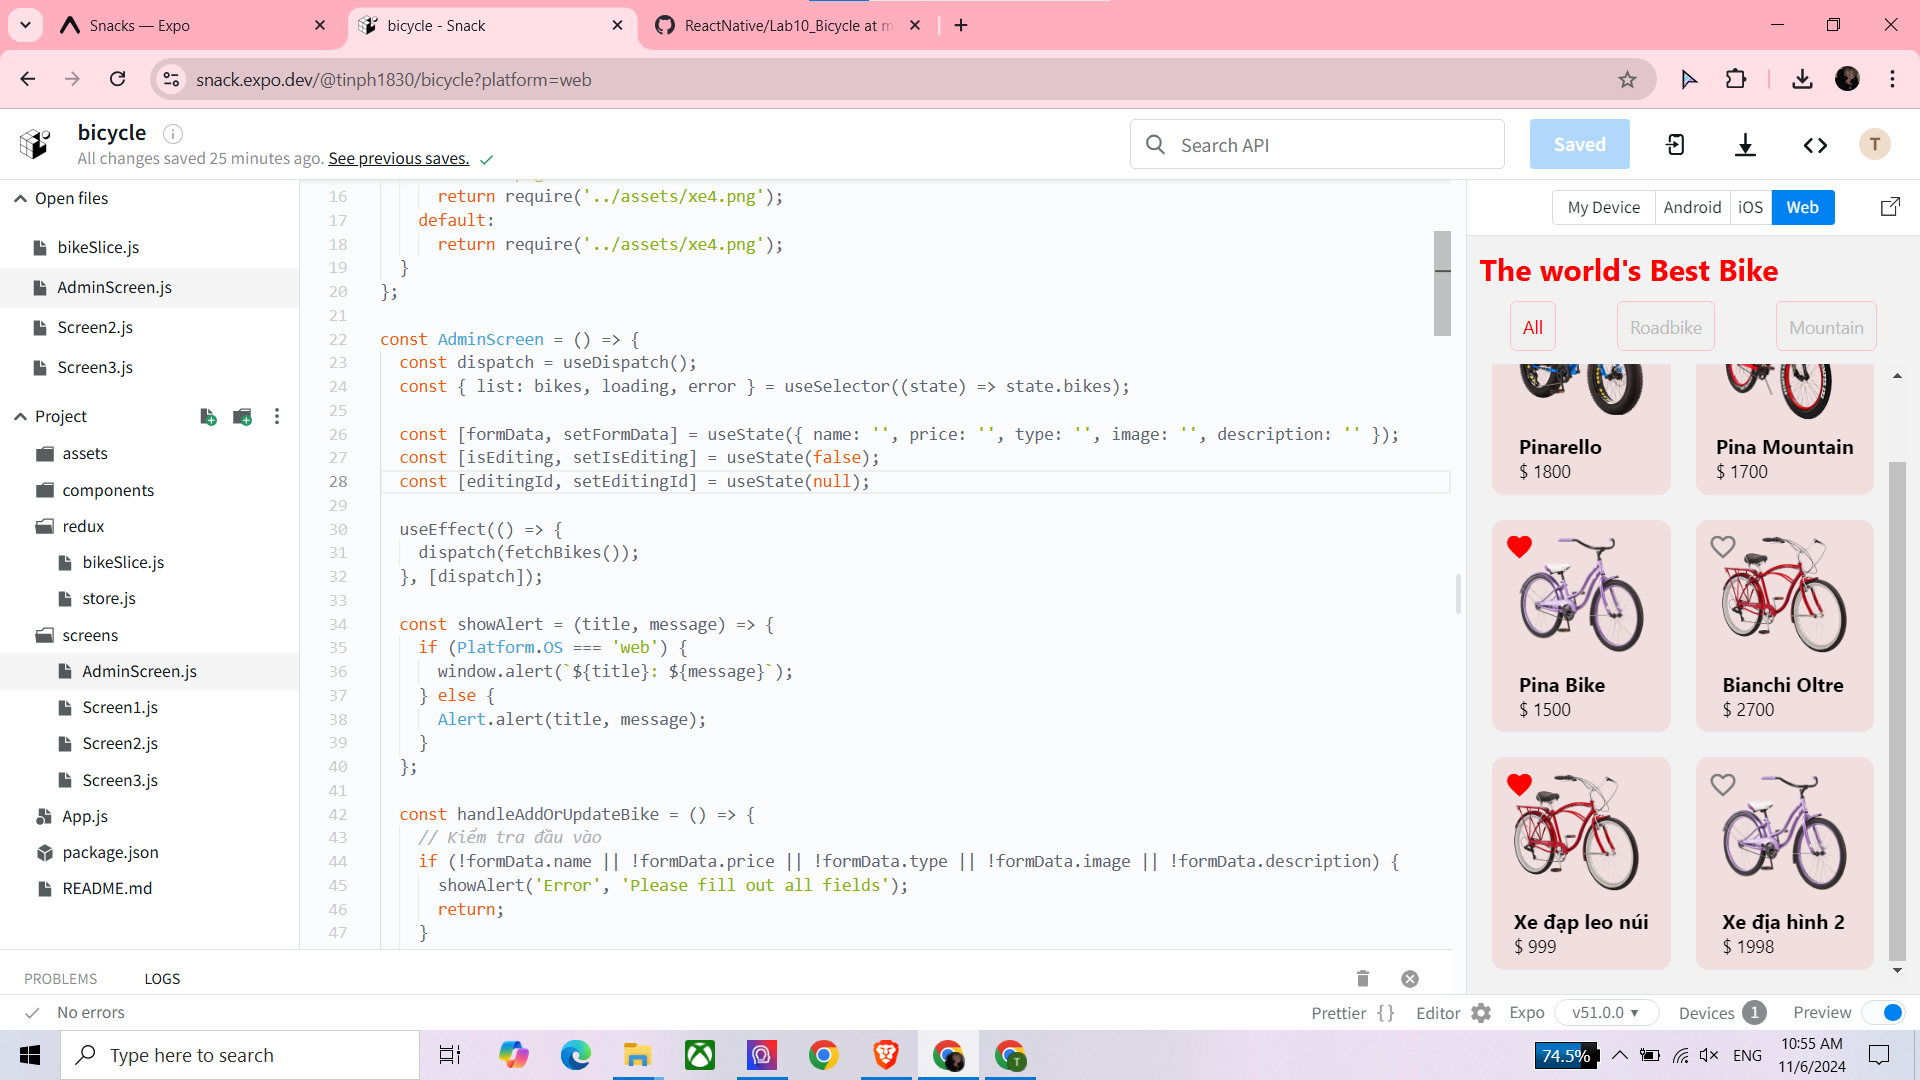 Snacks — Expo
bicycle - Snack
ReactNative/Lab10_Bicycle at m
snack.expo.dev/@tinph1830/bicycle?platform=web
bicycle
All changes saved 25 minutes ago. See previous saves.
Search API
Saved
T
Open files
bikeSlice.js
AdminScreen.js
Screen2.js
Screen3.js
Project
assets
components
redux
bikeSlice.js
store.js
screens
AdminScreen.js
Screen1.js
Screen2.js
Screen3.js
App.js
package.json
README.md
16 return require('../assets/xe4.png');
17 default:
18 return require('../assets/xe4.png');
19 }
20 };
21
22 const AdminScreen = () => {
23 const dispatch = useDispatch();
24 const { list: bikes, loading, error } = useSelector((state) => state.bikes);
25
26 const [formData, setFormData] = useState({ name: '', price: '', type: '', image: '', description: '' });
27 const [isEditing, setIsEditing] = useState(false);
28 const [editingId, setEditingId] = useState(null);
29
30 useEffect(() => {
31 dispatch(fetchBikes());
32 }, [dispatch]);
33
34 const showAlert = (title, message) => {
35 if (Platform.OS === 'web') {
36 window.alert(`${title}: ${message}`);
37 } else {
38 Alert.alert(title, message);
39 }
40 };
41
42 const handleAddOrUpdateBike = () => {
43 // Kiểm tra đầu vào
44 if (!formData.name || !formData.price || !formData.type || !formData.image || !formData.description) {
45 showAlert('Error', 'Please fill out all fields');
46 return;
47 }
My Device Android iOS Web
The world's Best Bike
All Roadbike Mountain
Pinarello
$ 1800
Pina Mountain
$ 1700
Pina Bike
$ 1500
Bianchi Oltre
$ 2700
Xe đạp leo núi
$ 999
Xe địa hình 2
$ 1998
PROBLEMS LOGS
No errors
Prettier { } Editor Expo v51.0.0 Devices 1 Preview
Type here to search
T
74.5%
ENG
10:55 AM
11/6/2024